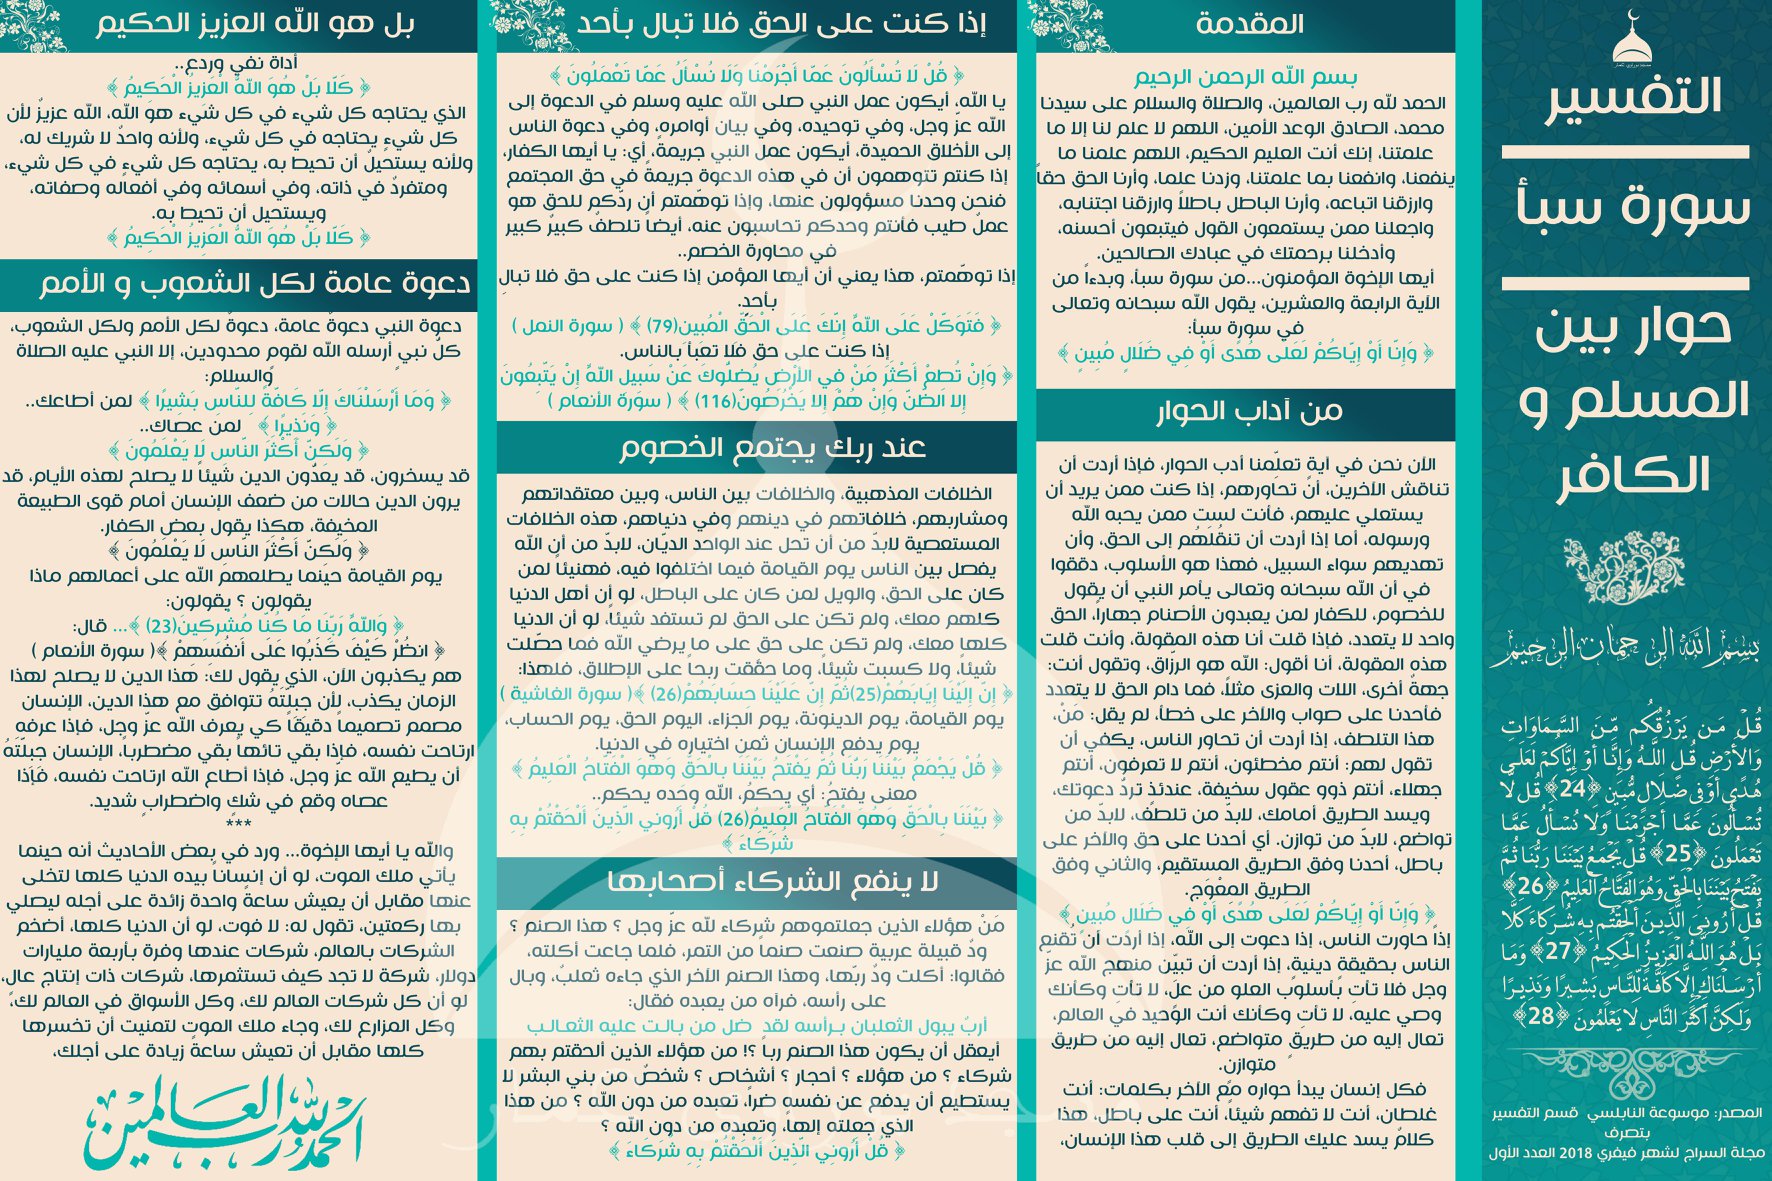 التفسير
سورة سبأ
حوار بين
المسلم و
الكافر
بسم الله الرحمان الرحيم
قُلْ مَن يَرْزُقُكُم مِّنَ السَّمَاوَاتِ
وَالأَرْضِ قُلِ اللَّهُ وَإِنَّا أَوْ إِيَّاكُمْ لَعَلَى
هُدًى أَوْ فِي ضَلالٍ مُّبِينٍ ﴿24﴾ قُل لَّا
تُسْأَلُونَ عَمَّا أَجْرَمْنَا وَلَا نُسْأَلُ عَمَّا
تَعْمَلُونَ ﴿25﴾ قُلْ يَجْمَعُ بَيْنَنَا رَبُّنَا ثُمَّ
يَفْتَحُ بَيْنَنَا بِالْحَقِّ وَهُوَ الْفَتَّاحُ الْعَلِيمُ ﴿26﴾
قُلْ أَرُونِيَ الَّذِينَ أَلْحَقْتُم بِهِ شُرَكَاءَ كَلَّا
بَلْ هُوَ اللَّهُ الْعَزِيزُ الْحَكِيمُ ﴿27﴾ وَمَا
أَرْسَلْنَاكَ إِلَّا كَافَّةً لِّلنَّاسِ بَشِيرًا وَنَذِيرًا
وَلَكِنَّ أَكْثَرَ النَّاسِ لَا يَعْلَمُونَ ﴿28﴾
المصدر: موسوعة النابلسي قسم التفسير
بتصرف
مجلة السراج لشهر فيفري 2018 العدد الأول
المقدمة
بسم الله الرحمن الرحيم
الحمد لله رب العالمين، والصلاة والسلام على سيدنا
محمد، الصادق الوعد الأمين، اللهم لا علم لنا إلا ما
علمتنا، إنك أنت العليم الحكيم، اللهم علمنا ما
ينفعنا، وانفعنا بما علمتنا، وزدنا علما، وأرنا الحق حقاً
وارزقنا اتباعه، وأرنا الباطل باطلاً وارزقنا اجتنابه،
واجعلنا ممن يستمعون القول فيتبعون أحسنه،
وأدخلنا برحمتك في عبادك الصالحين.
أيها الإخوة المؤمنون...من سورة سبأ، وبدءاً من
الآية الرابعة والعشرين، يقول الله سبحانه وتعالى
في سورة سبأ:
﴿ وَإِنَّا أَوْ إِيَّاكُمْ لَعَلَى هُدًى أَوْ فِي ضَلَالٍ مُبِينٍ ﴾
من آداب الحوار
الآن نحن في آيةٍ تعلِّمنا أدب الحوار، فإذا أردت أن
تناقش الآخرين، أن تحاورهم، إذا كنت ممن يريد أن
يستعلي عليهم، فأنت لست ممن يحبه الله
ورسوله، أما إذا أردت أن تنقُلَهُم إلى الحق، وأن
تهديهم سواء السبيل، فهذا هو الأسلوب، دققوا
في أن الله سبحانه وتعالى يأمر النبي أن يقول
للخصوم، للكفار لمن يعبدون الأصنام جهاراً، الحق
واحد لا يتعدد، فإذا قلت أنا هذه المقولة، وأنت قلت
هذه المقولة، أنا أقول: الله هو الرزَّاق، وتقول أنت:
جهةٌ أخرى، اللات والعزى مثلاً، فما دام الحق لا يتعدد
فأحدنا على صواب والآخر على خطأ، لم يقل: مَنْ،
هذا التلطف، إذا أردت أن تحاور الناس، يكفي أن
تقول لهم: أنتم مخطئون، أنتم لا تعرفون، أنتم
جهلاء، أنتم ذوو عقول سخيفة، عندئذٍ تردُّ دعوتك،
ويسد الطريق أمامك، لابدَّ من تلطف، لابدَّ من
تواضع، لابدَّ من توازن. أي أحدنا على حق والآخر على
باطل، أحدنا وفق الطريق المستقيم، والثاني وفق
الطريق المعْوَج.
﴿ وَإِنَّا أَوْ إِيَّاكُمْ لَعَلَى هُدًى أَوْ فِي ضَلَالٍ مُبِينٍ ﴾
إذا حاورت الناس، إذا دعوت إلى الله، إذا أردت أن تُقنع
الناس بحقيقة دينية، إذا أردت أن تبيِّن منهج الله عزَّ
وجل فلا تأتِ بأسلوب العلو من علٍ، لا تأتِ وكأنك
وصي عليه، لا تأتِ وكأنك أنت الوحيد في العالم،
تعال إليه من طريقٍ متواضع، تعال إليه من طريق
متوازن.
فكل إنسان يبدأ حواره مع الآخر بكلمات: أنت
غلطان، أنت لا تفهم شيئاً، أنت على باطل، هذا
كلامٌ يسد عليك الطريق إلى قلب هذا الإنسان،
إذا كنت على الحق فلا تبال بأحد
﴿ قُلْ لَا تُسْأَلُونَ عَمَّا أَجْرَمْنَا وَلَا نُسْأَلُ عَمَّا تَعْمَلُونَ ﴾
يا الله، أيكون عمل النبي صلى الله عليه وسلم في الدعوة إلى
الله عزَّ وجل، وفي توحيده، وفي بيان أوامره، وفي دعوة الناس
إلى الأخلاق الحميدة، أيكون عمل النبي جريمة، أي: يا أيها الكفار،
إذا كنتم تتوهمون أن في هذه الدعوة جريمةٌ في حق المجتمع
فنحن وحدنا مسؤولون عنها، وإذا توهَّمتم أن ردّكم للحق هو
عملٌ طيب فأنتم وحدكم تحاسبون عنه، أيضاً تلطفٌ كبيرٌ كبير
في محاورة الخصم..
إذا توهَّمتم، هذا يعني أن أيها المؤمن إذا كنت على حق فلا تبالِ
بأحدٍ.
﴿ فَتَوَكَّلْ عَلَى اللَّهِ إِنَّكَ عَلَى الْحَقِّ الْمُبِينِ(79) ﴾ ( سورة النمل )
إذا كنت على حق فلا تعبأ بالناس.
﴿ وَإِنْ تُطِعْ أَكْثَرَ مَنْ فِي الْأَرْضِ يُضِلُّوكَ عَنْ سَبِيلِ اللَّهِ إِنْ يَتَّبِعُونَ
إِلَّا الظَّنَّ وَإِنْ هُمْ إِلَّا يَخْرُصُونَ(116) ﴾ ( سورة الأنعام )
عند ربك يجتمع الخصوم
الخلافات المذهبية، والخلافات بين الناس، وبين معتقداتهم
ومشاربهم، خلافاتهم في دينهم وفي دنياهم، هذه الخلافات
المستعصية لابدَّ من أن تحل عند الواحد الديَّان، لابدَّ من أن الله
يفصل بين الناس يوم القيامة فيما اختلفوا فيه، فهنيئاً لمن
كان على الحق، والويل لمن كان على الباطل، لو أن أهل الدنيا
كلهم معك، ولم تكن على الحق لم تستفد شيئاً، لو أن الدنيا
كلها معك، ولم تكن على حق على ما يرضي الله فما حصَّلت
شيئاً، ولا كسبت شيئاً، وما حقَّقت ربحاً على الإطلاق، فلهذا:
﴿ إِنَّ إِلَيْنَا إِيَابَهُمْ(25)ثُمَّ إِنَّ عَلَيْنَا حِسَابَهُمْ(26) ﴾( سورة الغاشية )
يوم القيامة، يوم الدينونة، يوم الجزاء، اليوم الحق، يوم الحساب،
يوم يدفع الإنسان ثمن اختياره في الدنيا.
﴿ قُلْ يَجْمَعُ بَيْنَنَا رَبُّنَا ثُمَّ يَفْتَحُ بَيْنَنَا بِالْحَقِّ وَهُوَ الْفَتَّاحُ الْعَلِيمُ ﴾
معنى يفتحُ: أي يحكمُ، الله وحده يحكم..
﴿ بَيْنَنَا بِالْحَقِّ وَهُوَ الْفَتَّاحُ الْعَلِيمُ(26) قُلْ أَرُونِي الَّذِينَ أَلْحَقْتُمْ بِهِ
شُرَكَاءَ ﴾
لا ينفع الشركاء أصحابها
مَنْ هؤلاء الذين جعلتموهم شركاء لله عزَّ وجل ؟ هذا الصنم ؟
ودٌ قبيلة عربية صنعت صنماً من التمر، فلما جاعت أكلته،
فقالوا: أكلت ودٌ ربّها، وهذا الصنم الآخر الذي جاءه ثعلبٌ، وبال
على رأسه، فرآه من يعبده فقال:
أربٌ يبول الثعلبان برأسه لقد ضل من بالت عليه الثعالب
أيعقل أن يكون هذا الصنم رباً ؟! من هؤلاء الذين ألحقتم بهم
شركاء ؟ من هؤلاء ؟ أحجار ؟ أشخاص ؟ شخصٌ من بني البشر لا
يستطيع أن يدفع عن نفسه ضراً، تعبده من دون الله ؟ من هذا
الذي جعلته إلهاً، وتعبده من دون الله ؟
﴿ قُلْ أَرُونِي الَّذِينَ أَلْحَقْتُمْ بِهِ شُرَكَاءَ ﴾
بل هو الله العزيز الحكيم
أداة نفي وردع..
﴿ كَلَّا بَلْ هُوَ اللَّهُ الْعَزِيزُ الْحَكِيمُ ﴾
الذي يحتاجه كل شيء في كل شيء هو الله، الله عزيزٌ لأن
كل شيءٍ يحتاجه في كل شيء، ولأنه واحدٌ لا شريك له،
ولأنه يستحيل أن تحيط به، يحتاجه كل شيءٍ في كل شيء،
ومتفردٌ في ذاته، وفي أسمائه وفي أفعاله وصفاته،
ويستحيل أن تحيط به.
﴿ كَلَّا بَلْ هُوَ اللَّهُ الْعَزِيزُ الْحَكِيمُ ﴾
دعوة عامة لكل الشعوب و الأمم
دعوة النبي دعوةٌ عامة، دعوةٌ لكل الأمم ولكل الشعوب،
كلُّ نبيٍ أرسله الله لقومٍ محدودين، إلا النبي عليه الصلاة
والسلام:
﴿ وَمَا أَرْسَلْنَاكَ إِلَّا كَافَّةً لِلنَّاسِ بَشِيرًا ﴾ لمن أطاعك..
﴿ وَنَذِيرًا ﴾ لمن عصاك..
﴿ وَلَكِنَّ أَكْثَرَ النَّاسِ لَا يَعْلَمُونَ ﴾
قد يسخرون، قد يعدُّون الدين شيئاً لا يصلح لهذه الأيام، قد
يرون الدين حالات من ضعف الإنسان أمام قوى الطبيعة
المخيفة، هكذا يقول بعض الكفار.
﴿ وَلَكِنَّ أَكْثَرَ النَّاسِ لَا يَعْلَمُونَ ﴾
يوم القيامة حينما يطلعهم الله على أعمالهم ماذا
يقولون ؟ يقولون:
﴿ وَاللَّهِ رَبِّنَا مَا كُنَّا مُشْرِكِينَ(23) ﴾... قال:
﴿ انظُرْ كَيْفَ كَذَبُوا عَلَى أَنفُسِهِمْ ﴾( سورة الأنعام )
هم يكذبون الآن، الذي يقول لك: هذا الدين لا يصلح لهذا
الزمان يكذب، لأن جبلَّتَهُ تتوافق مع هذا الدين، الإنسان
مصمم تصميماً دقيقاً كي يعرف الله عزَّ وجل، فإذا عرفه
ارتاحت نفسه، فإذا بقي تائهاً بقي مضطرباً، الإنسان جبلَّتَهُ
أن يطيع الله عز وجل، فإذا أطاع الله ارتاحت نفسه، فإذا
عصاه وقع في شكٍ واضطرابٍ شديد.
***
والله يا أيها الإخوة... ورد في بعض الأحاديث أنه حينما
يأتي ملك الموت، لو أن إنساناً بيده الدنيا كلها لتخلى
عنها مقابل أن يعيش ساعةً واحدة زائدة على أجله ليصلي
بها ركعتين، تقول له: لا فوت، لو أن الدنيا كلها، أضخم
الشركات بالعالم، شركات عندها وفرة بأربعة مليارات
دولار، شركة لا تجد كيف تستثمرها، شركات ذات إنتاج عال،
لو أن كل شركات العالم لك، وكل الأسواق في العالم لك،
وكل المزارع لك، وجاء ملك الموت لتمنيت أن تخسرها
كلها مقابل أن تعيش ساعةً زيادة على أجلك،
الحمد لله رب العالمين